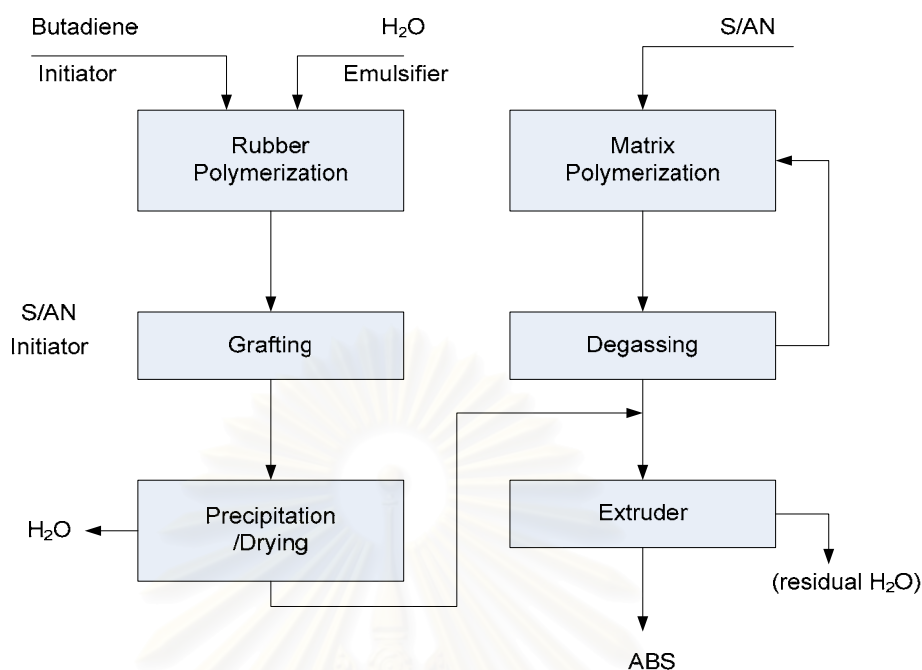 Butadiene
Initiator
H₂O
Emulsifier
S/AN
Rubber
Polymerization
Matrix
Polymerization
S/AN
Initiator
Grafting
Degassing
H₂O
Precipitation
/Drying
Extruder
(residual H₂O)
ABS